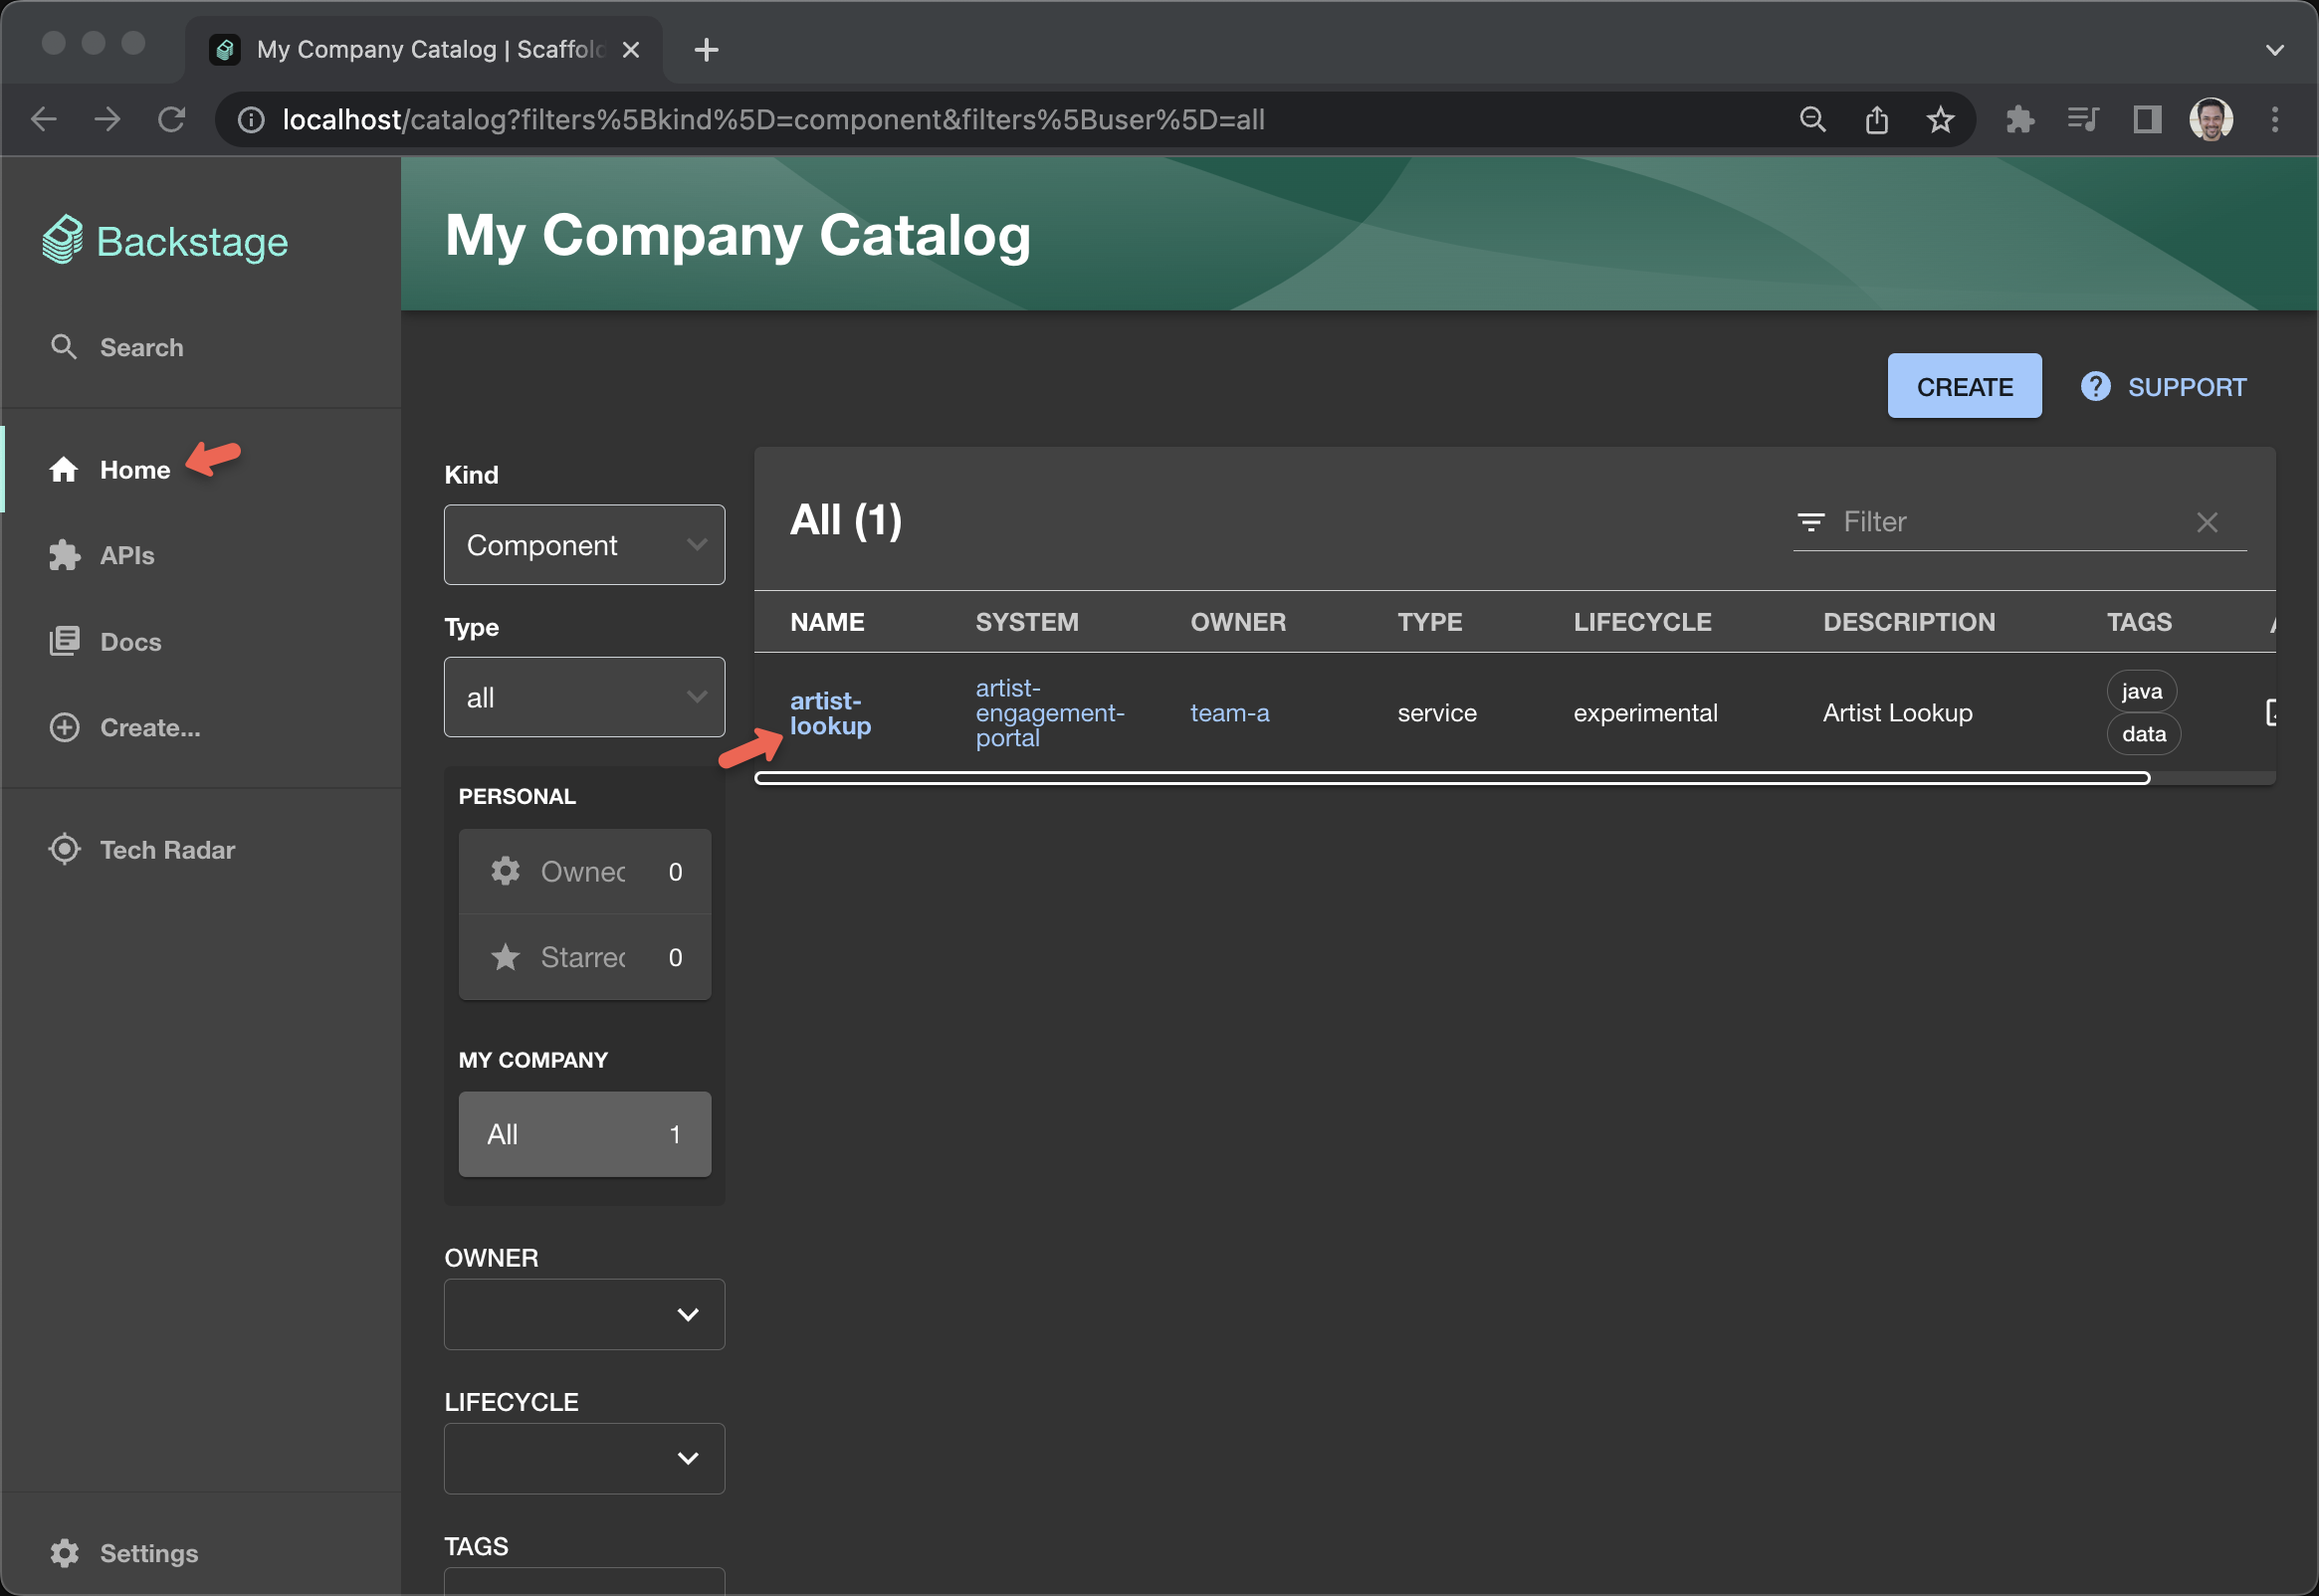 My Company Catalog | Scaffold
localhost/catalog?filters%5Bkind%5D=component&filters%5Buser%5D=all
Backstage
Search
Home
APIs
Docs
Create...
Tech Radar
Settings
My Company Catalog
CREATE
SUPPORT
Kind
Component
Type
all
PERSONAL
Owned 0
Starred 0
MY COMPANY
All 1
OWNER
LIFECYCLE
TAGS
All (1)
Filter
NAME SYSTEM OWNER TYPE LIFECYCLE DESCRIPTION TAGS
artist-
lookup
artist-
engagement-
portal
team-a
service
experimental
Artist Lookup
java
data